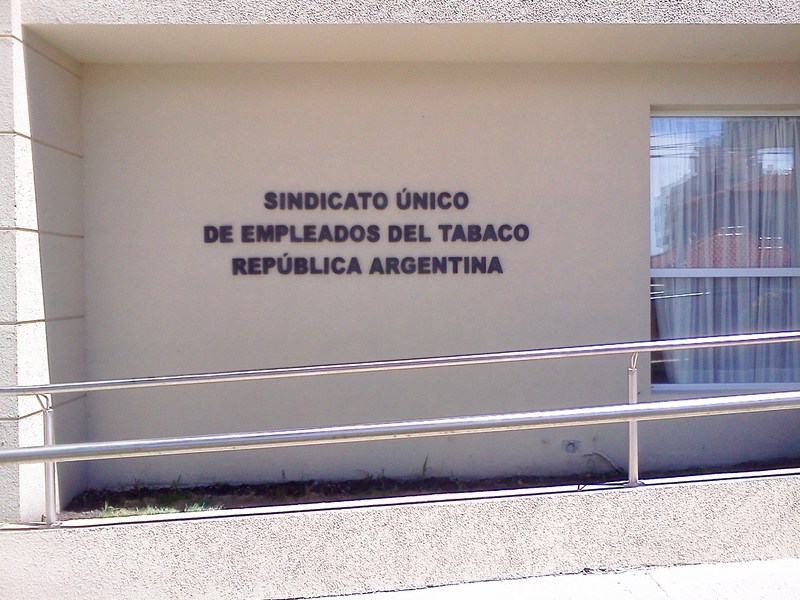 SINDICATO ÚNICO
DE EMPLEADOS DEL TABACO
REPÚBLICA ARGENTINA